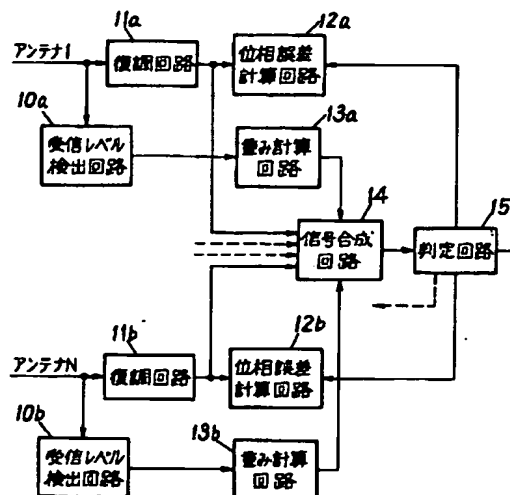 11a
12a
アンテナ1
復調回路
位相誤差
計算回路
10a
13a
受信レベル
検出回路
重み計算
回路
14
15
信号合成
回路
判定回路
11b
12b
アンテナN
復調回路
位相誤差
計算回路
10b
13b
受信レベル
検出回路
重み計算
回路